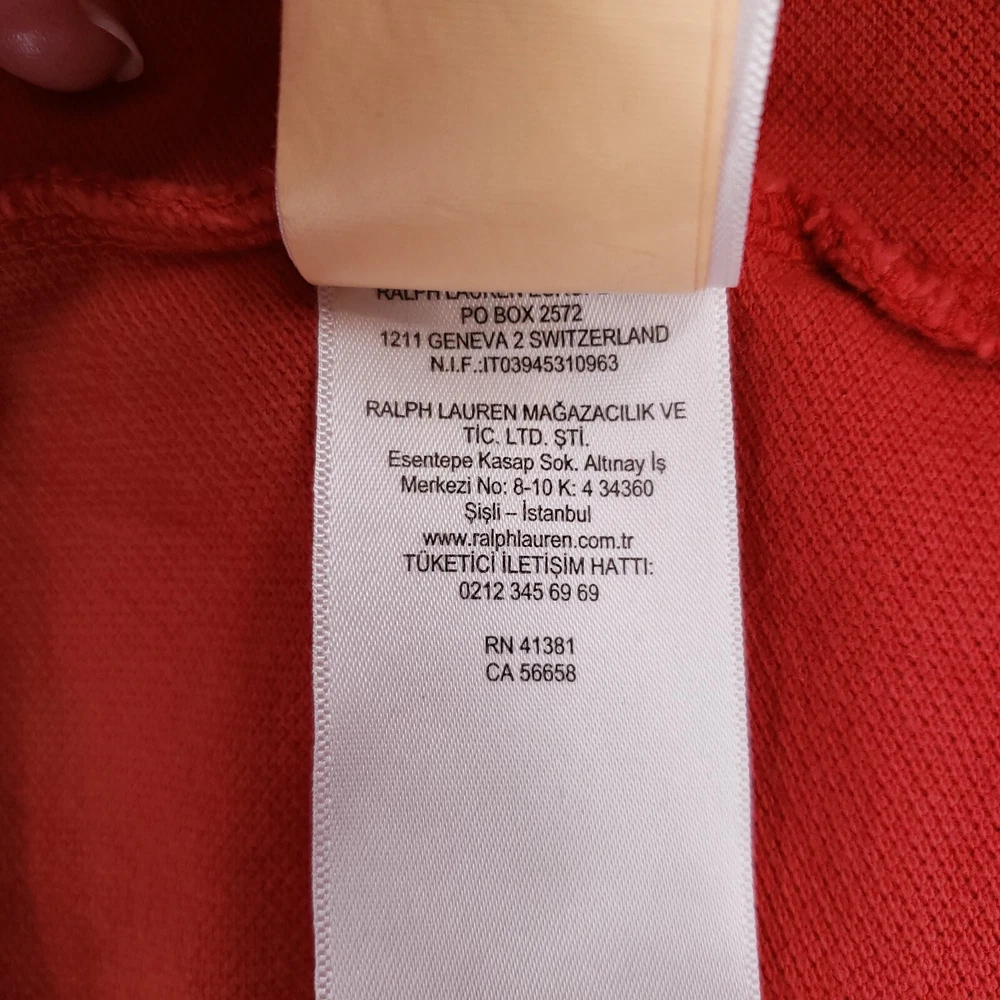 RALPH LAUREN
PO BOX 2572
1211 GENEVA 2 SWITZERLAND
N.I.F.:IT03945310963
RALPH LAUREN MAĞAZACILIK VE
TİC. LTD. ŞTİ.
Esentepe Kasap Sok. Altınay İş
Merkezi No: 8-10 K: 4 34360
Şişli – İstanbul
www.ralphlauren.com.tr
TÜKETİCİ İLETİŞİM HATTI:
0212 345 69 69
RN 41381
CA 56658